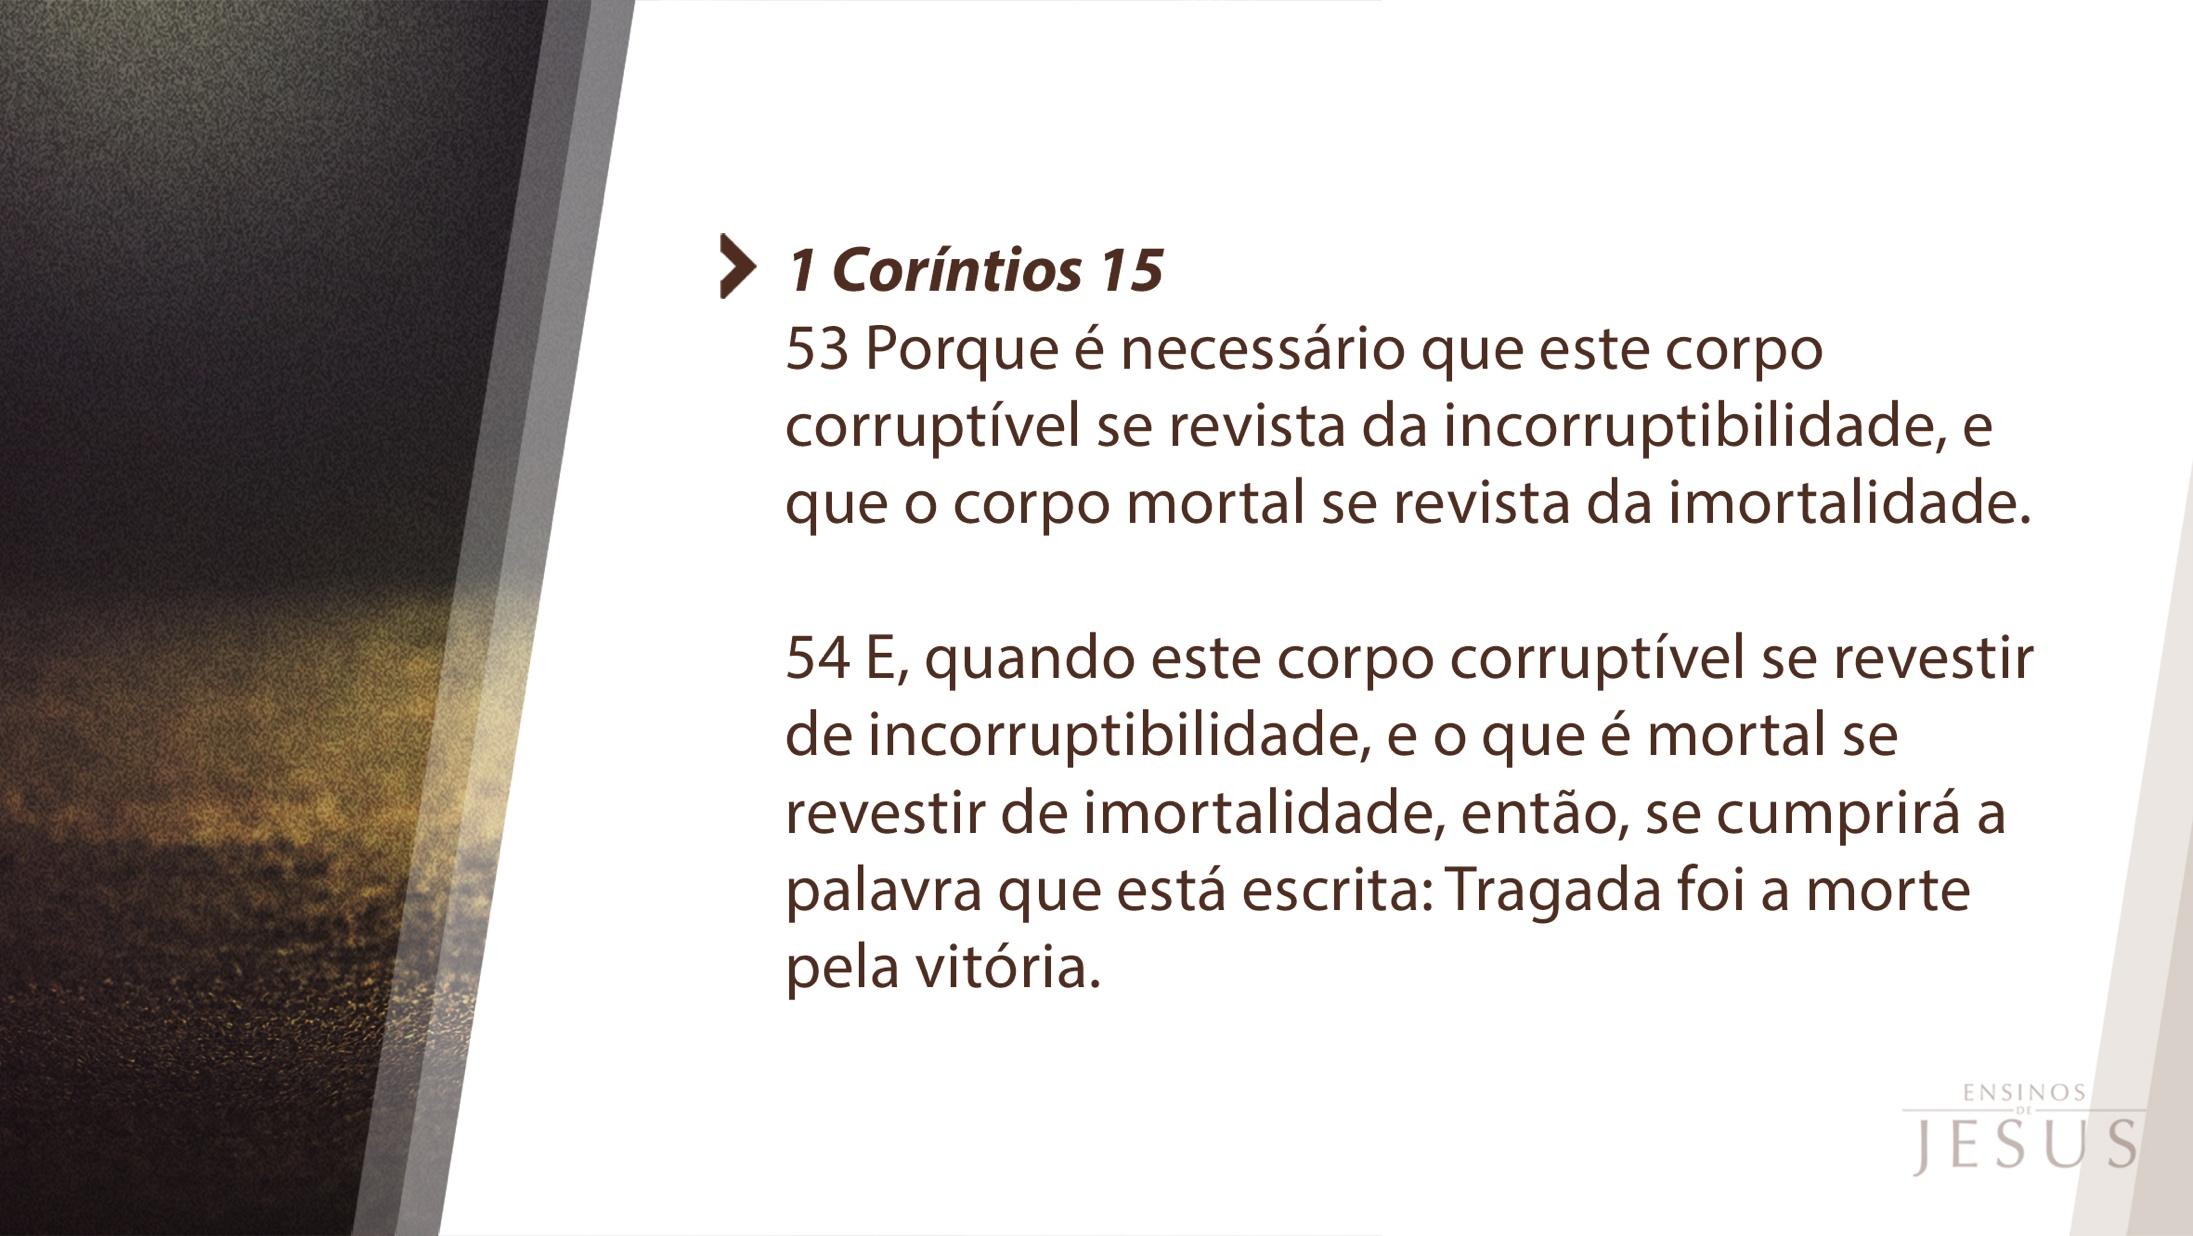 1 Coríntios 15
53 Porque é necessário que este corpo
corruptível se revista da incorruptibilidade, e
que o corpo mortal se revista da imortalidade.
54 E, quando este corpo corruptível se revestir
de incorruptibilidade, e o que é mortal se
revestir de imortalidade, então, se cumprirá a
palavra que está escrita: Tragada foi a morte
pela vitória.
ENSINOS
DE
JESUS